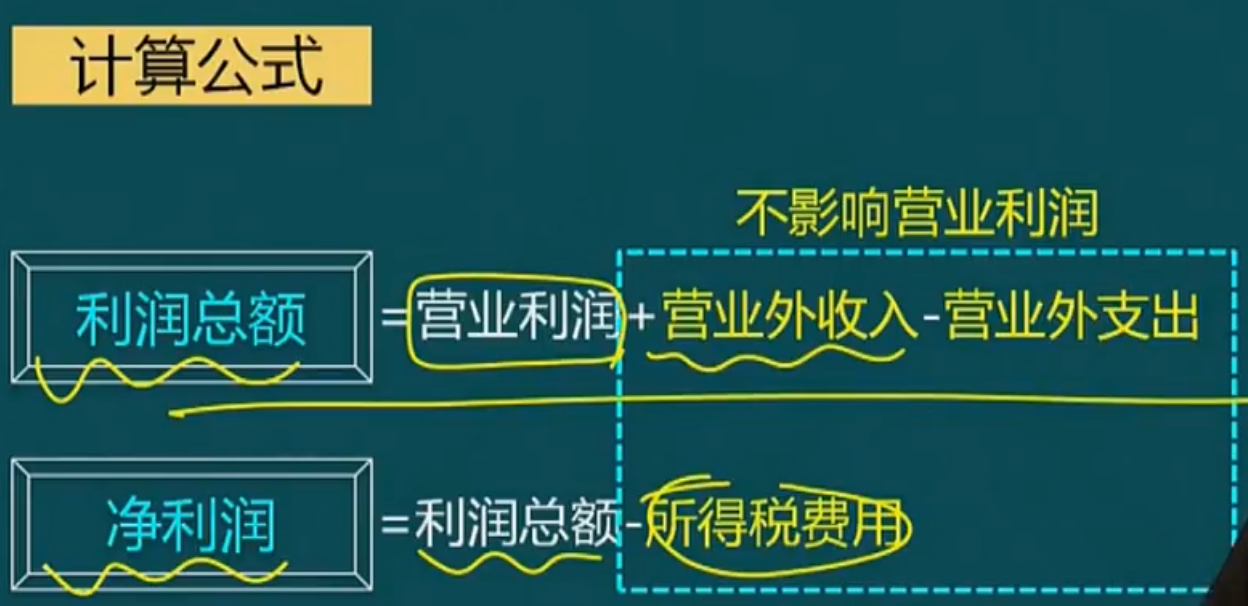 计算公式
不影响营业利润
利润总额=营业利润+营业外收入-营业外支出
净利润=利润总额-所得税费用